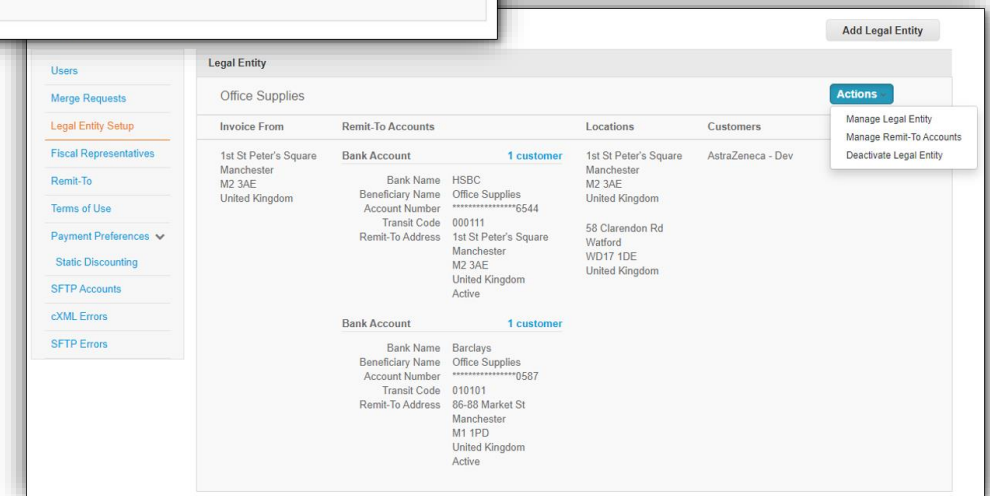 Add Legal Entity
Users
Merge Requests
Legal Entity Setup
Fiscal Representatives
Remit-To
Terms of Use
Payment Preferences
Static Discounting
SFTP Accounts
cXML Errors
SFTP Errors
Legal Entity
Office Supplies
Actions
Manage Legal Entity
Manage Remit-To Accounts
Deactivate Legal Entity
Invoice From
1st St Peter's Square
Manchester
M2 3AE
United Kingdom
Remit-To Accounts
Bank Account 1 customer
Bank Name HSBC
Beneficiary Name Office Supplies
Account Number ****************6544
Transit Code 000111
Remit-To Address 1st St Peter's Square
Manchester
M2 3AE
United Kingdom
Active
Bank Account 1 customer
Bank Name Barclays
Beneficiary Name Office Supplies
Account Number ****************0587
Transit Code 010101
Remit-To Address 86-88 Market St
Manchester
M1 1PD
United Kingdom
Active
Locations
1st St Peter's Square
Manchester
M2 3AE
United Kingdom
58 Clarendon Rd
Watford
WD17 1DE
United Kingdom
Customers
AstraZeneca - Dev